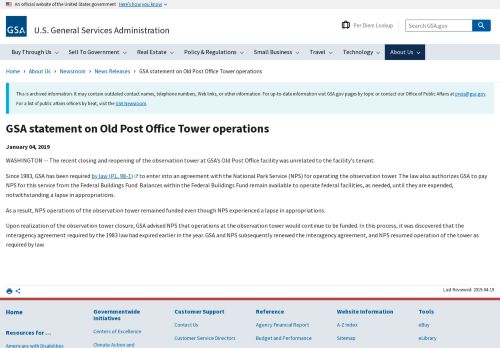 An official website of the United States government Here's how you know
GSA
U.S. General Services Administration
Per Diem Lookup
Search GSA.gov
Buy Through Us
Sell To Government
Real Estate
Policy & Regulations
Small Business
Travel
Technology
About Us
Home > About Us > Newsroom > News Releases > GSA statement on Old Post Office Tower operations
This is archived information. It may contain outdated contact names, telephone numbers, Web links, or other information. For up-to-date information visit GSA.gov pages by topic or contact our Office of Public Affairs at press@gsa.gov.
For a list of public affairs officers by beat, visit the GSA Newsroom.
GSA statement on Old Post Office Tower operations
January 04, 2019
WASHINGTON -- The recent closing and reopening of the observation tower at GSA's Old Post Office facility was unrelated to the facility's tenant.
Since 1983, GSA has been required by law (P.L. 98-1) to enter into an agreement with the National Park Service (NPS) for operating the observation tower. The law also authorizes GSA to pay
NPS for this service from the Federal Buildings Fund. Balances within the Federal Buildings Fund remain available to operate federal facilities, as needed, until they are expended,
notwithstanding a lapse in appropriations.
As a result, NPS operations of the observation tower remained funded even though NPS experienced a lapse in appropriations.
Upon realization of the observation tower closure, GSA advised NPS that operations at the observation tower would continue to be funded. In this process, it was discovered that the
interagency agreement required by the 1983 law had expired earlier in the year. GSA and NPS subsequently renewed the interagency agreement, and NPS resumed operation of the tower as
required by law.
Last Reviewed: 2019-04-19
Home
Resources for …
Americans with Disabilities
Governmentwide
Initiatives
Centers of Excellence
Climate Action and
Customer Support
Contact Us
Customer Service Directors
Reference
Agency Financial Report
Budget and Performance
Website Information
A-Z Index
Sitemap
Tools
eBuy
eLibrary